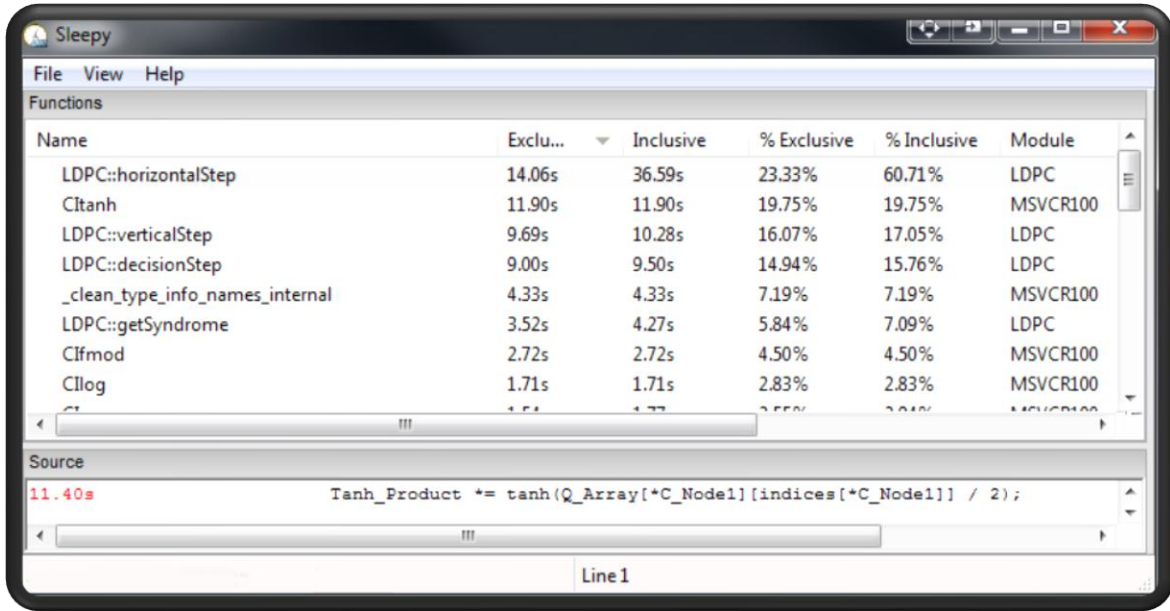 Sleepy
File View Help
Functions
Name Exclu... Inclusive % Exclusive % Inclusive Module
LDPC::horizontalStep 14.06s 36.59s 23.33% 60.71% LDPC
CItanh 11.90s 11.90s 19.75% 19.75% MSVCR100
LDPC::verticalStep 9.69s 10.28s 16.07% 17.05% LDPC
LDPC::decisionStep 9.00s 9.50s 14.94% 15.76% LDPC
_clean_type_info_names_internal 4.33s 4.33s 7.19% 7.19% MSVCR100
LDPC::getSyndrome 3.52s 4.27s 5.84% 7.09% LDPC
CIfmod 2.72s 2.72s 4.50% 4.50% MSVCR100
CIlog 1.71s 1.71s 2.83% 2.83% MSVCR100
Source
11.40s Tanh_Product *= tanh(Q_Array[*C_Node1][indices[*C_Node1]] / 2);
Line 1